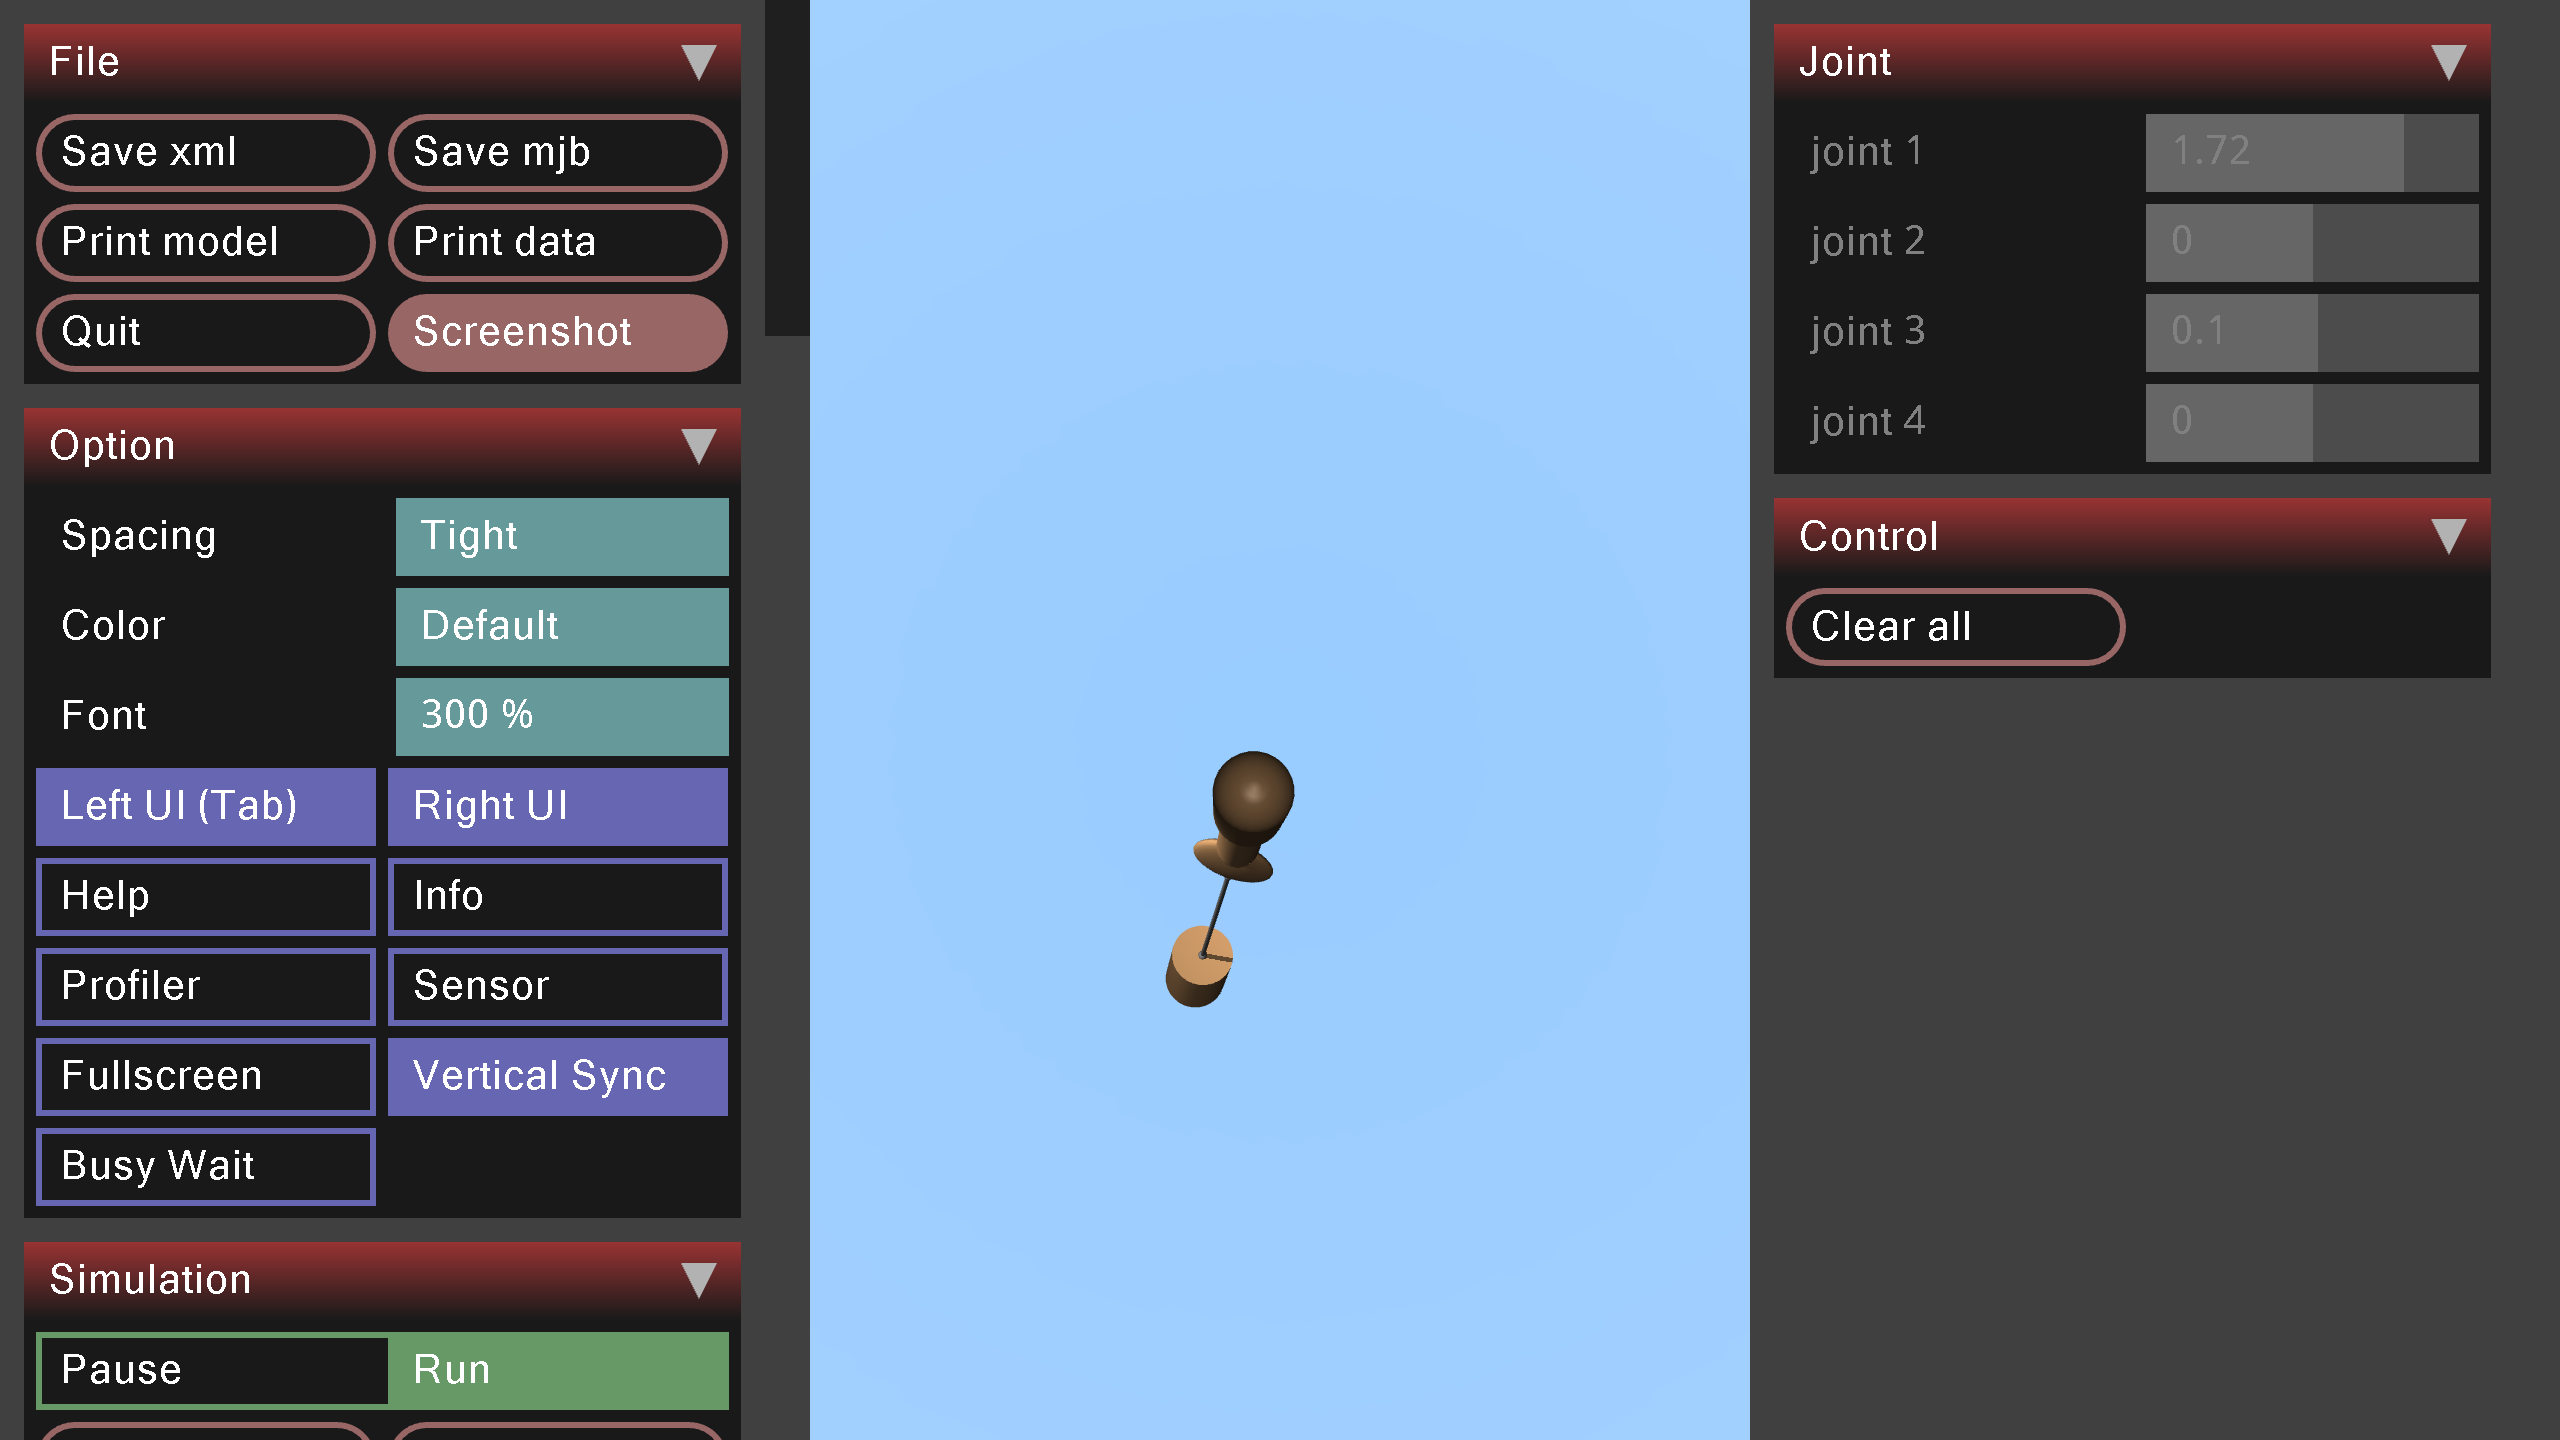 File
Save xml
Save mjb
Print model
Print data
Quit
Screenshot
Option
Spacing
Tight
Color
Default
Font
300 %
Left UI (Tab)
Right UI
Help
Info
Profiler
Sensor
Fullscreen
Vertical Sync
Busy Wait
Simulation
Pause
Run
Joint
joint 1
1.72
joint 2
0
joint 3
0.1
joint 4
0
Control
Clear all